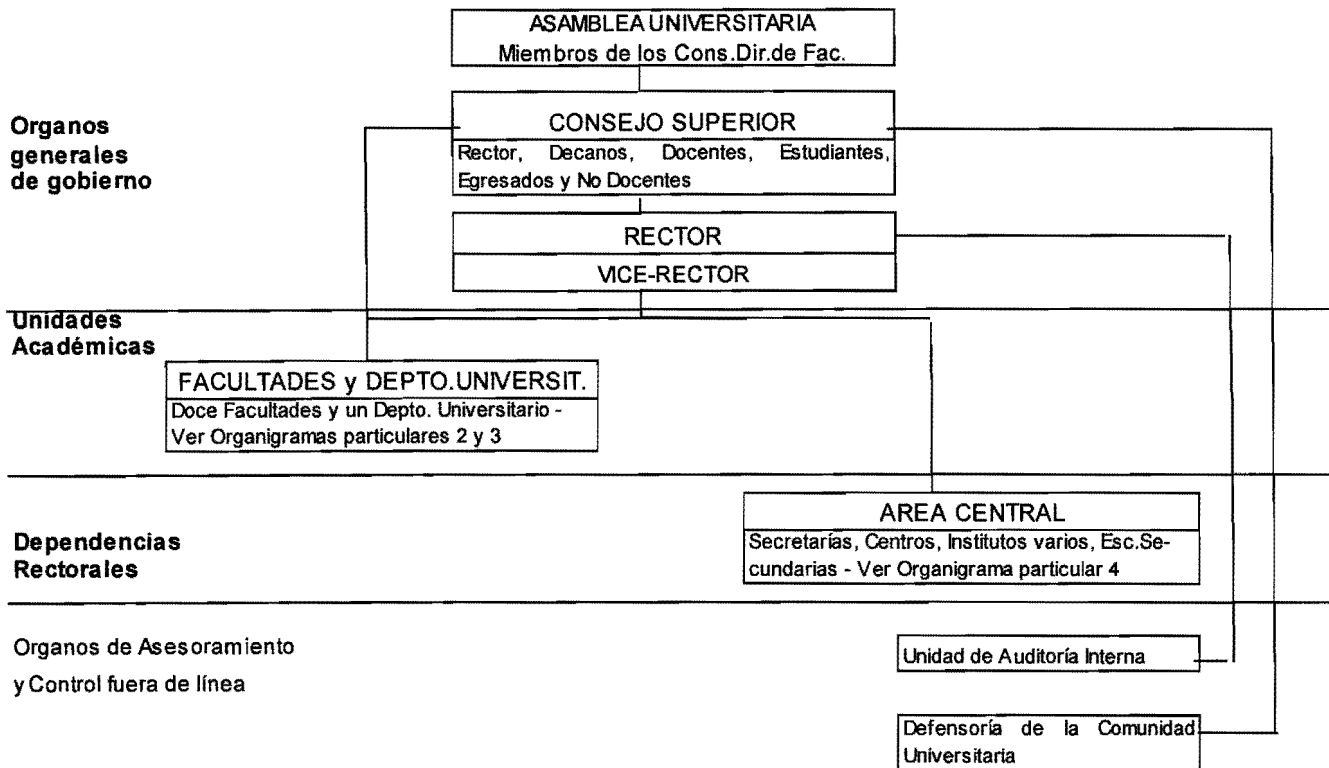 ASAMBLEA UNIVERSITARIA
Miembros de los Cons.Dir.de Fac.
Organos
generales
de gobierno
CONSEJO SUPERIOR
Rector, Decanos, Docentes, Estudiantes,
Egresados y No Docentes
RECTOR
VICE-RECTOR
Unidades
Académicas
FACULTADES y DEPTO.UNIVERSIT.
Doce Facultades y un Depto. Universitario -
Ver Organigramas particulares 2 y 3
Dependencias
Rectorales
AREA CENTRAL
Secretarías, Centros, Institutos varios, Esc.Se-
cundarias - Ver Organigrama particular 4
Organos de Asesoramiento
y Control fuera de línea
Unidad de Auditoría Interna
Defensoría de la Comunidad
Universitaria